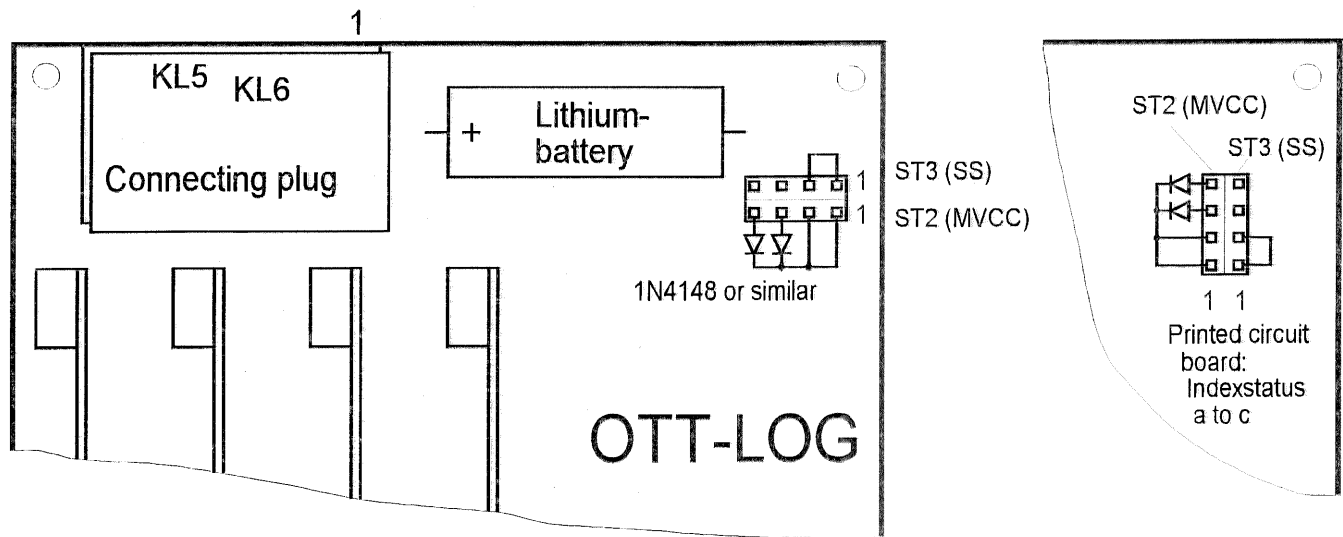 1
KL5
KL6
Connecting plug
+
Lithium-
battery
1
ST3 (SS)
1
ST2 (MVCC)
1N4148 or similar
OTT-LOG
ST2 (MVCC)
ST3 (SS)
1 1
Printed circuit
board:
Indexstatus
a to c